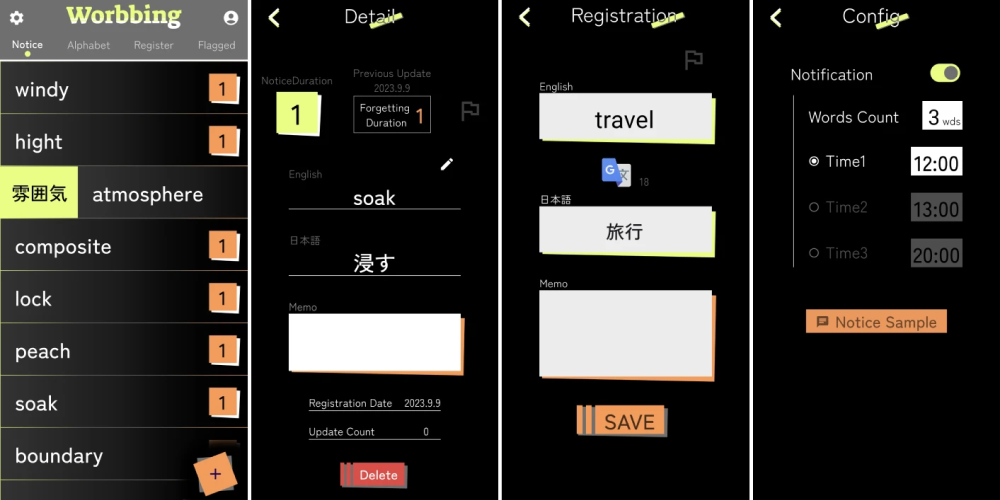 Worbbing
Notice Alphabet Register Flagged
windy 1
hight 1
雰囲気 atmosphere
composite 1
lock 1
peach 1
soak 1
boundary
+
Detail
NoticeDuration
1
Previous Update
2023.9.9
Forgetting
Duration 1
English
soak
日本語
浸す
Memo
Registration Date 2023.9.9
Update Count 0
Delete
Registration
English
travel
G 文 18
日本語
旅行
Memo
SAVE
Config
Notification
Words Count 3 wds
Time1 12:00
Time2 13:00
Time3 20:00
Notice Sample